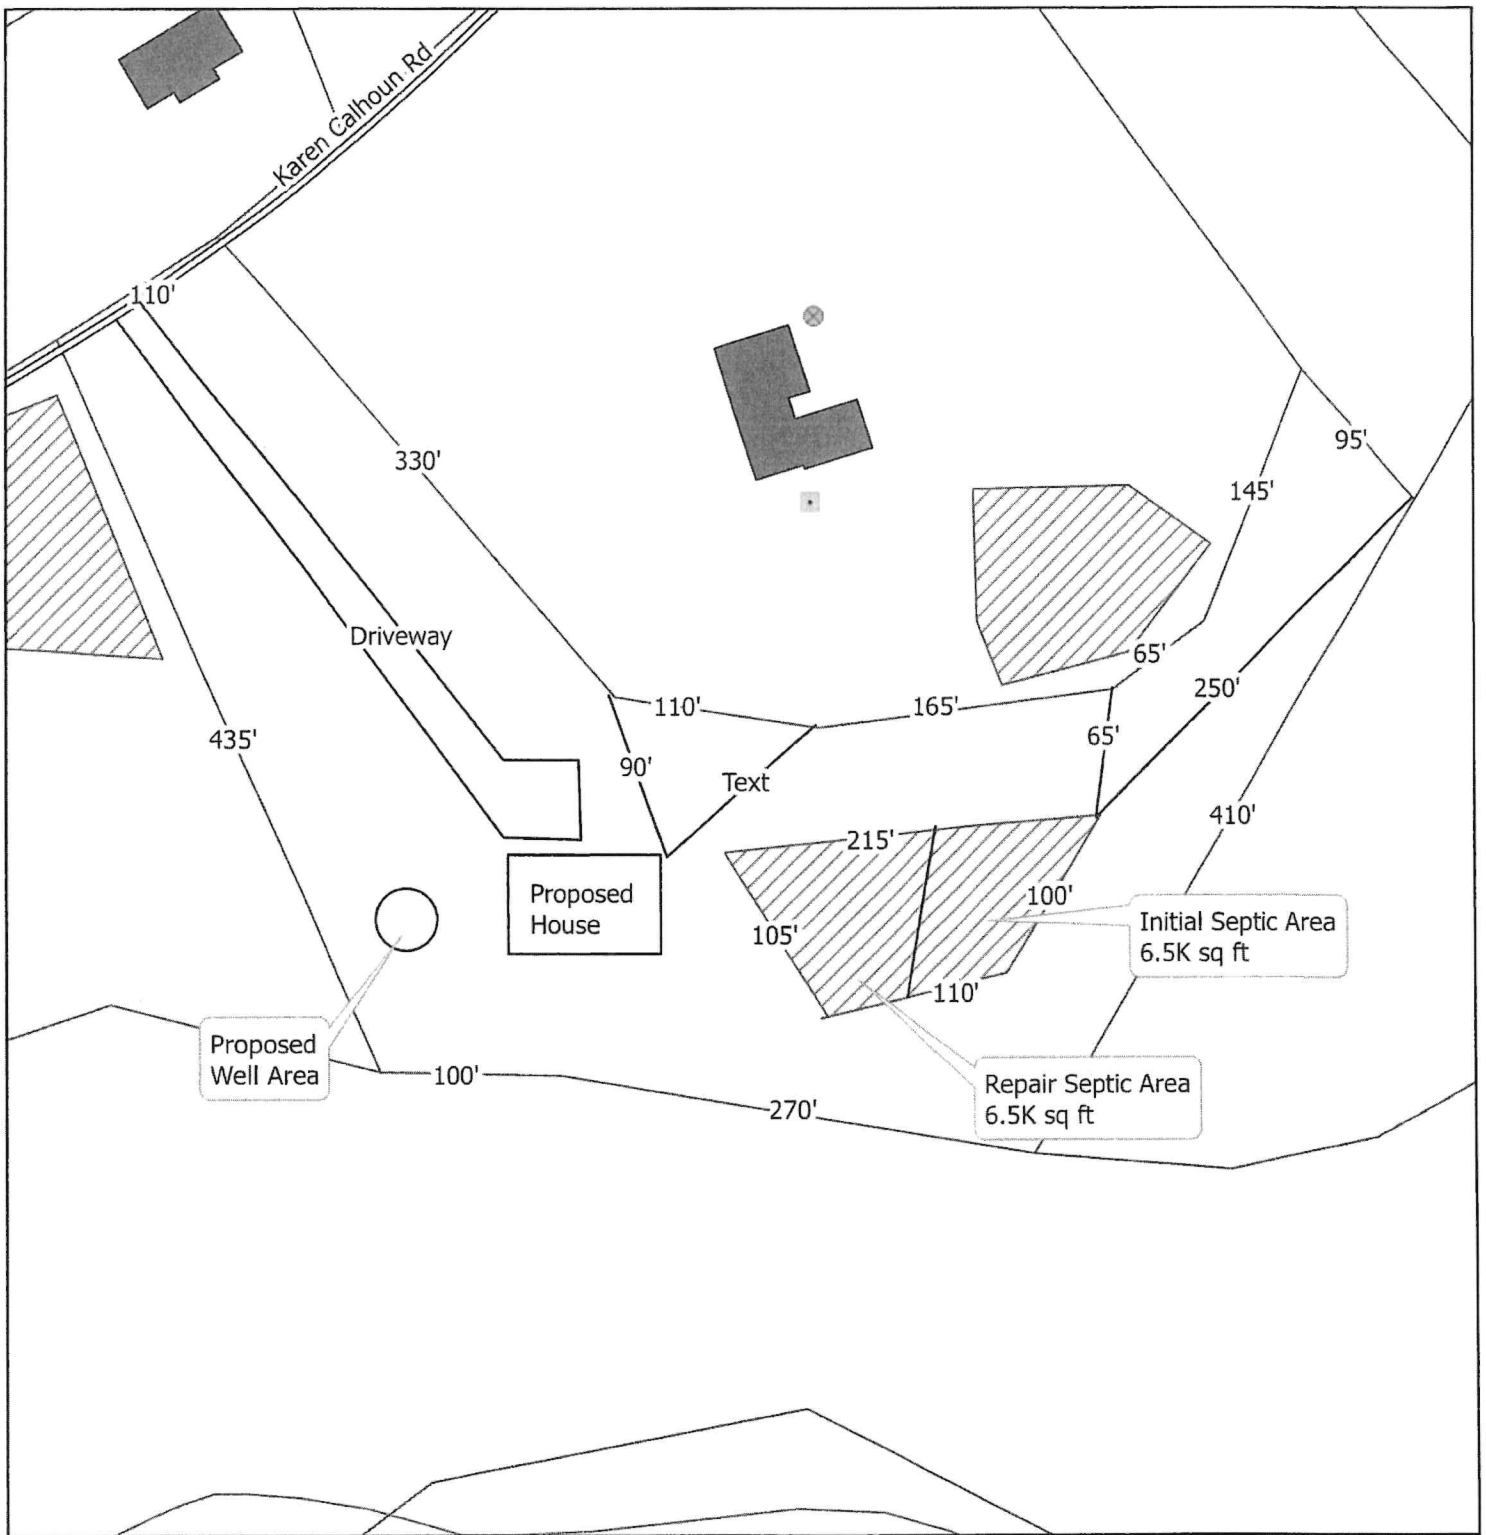 Karen Calhoun Rd
110'
330'
95'
145'
Driveway
65'
250'
110'
165'
435'
90'
65'
Text
410'
215'
Proposed
House
100'
105'
Initial Septic Area
6.5K sq ft
110'
Proposed
Well Area
100'
Repair Septic Area
6.5K sq ft
270'